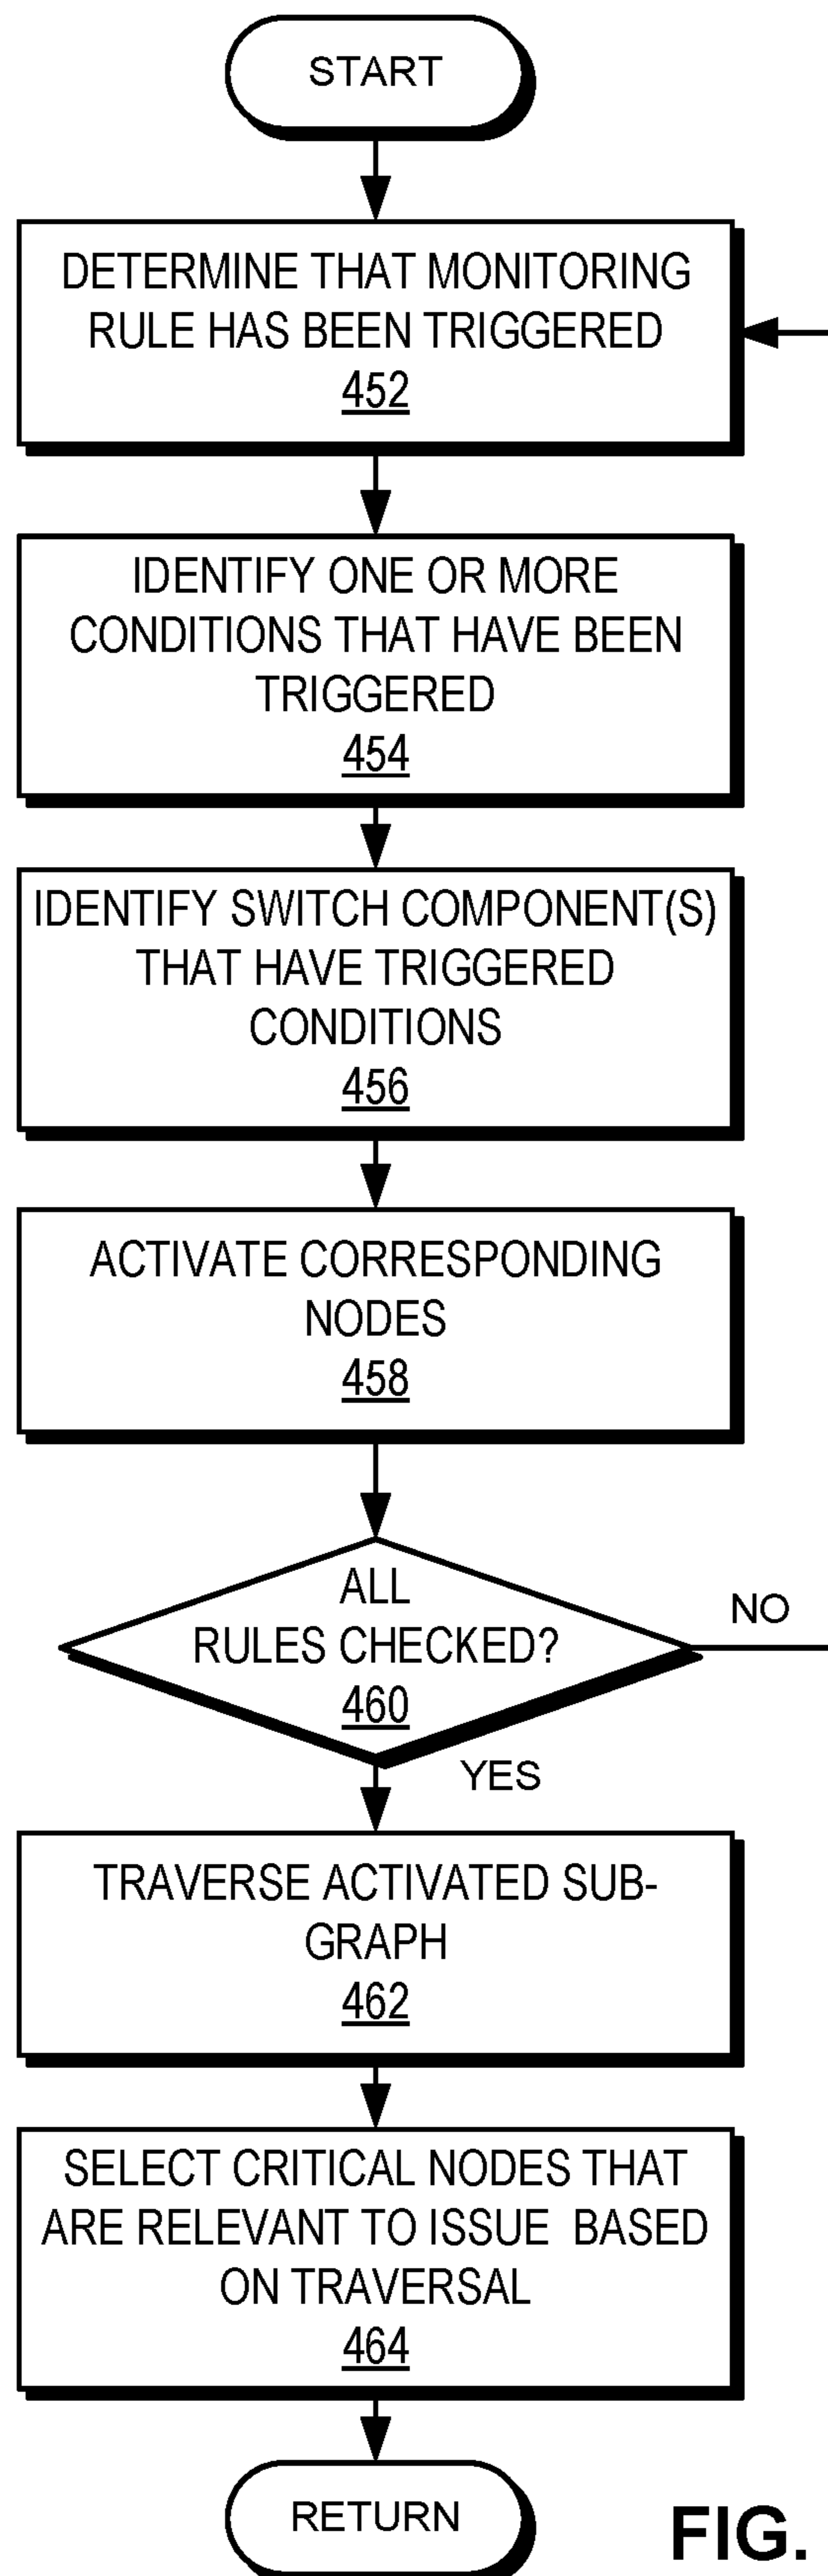 START
DETERMINE THAT MONITORING
RULE HAS BEEN TRIGGERED
452
IDENTIFY ONE OR MORE
CONDITIONS THAT HAVE BEEN
TRIGGERED
454
IDENTIFY SWITCH COMPONENT(S)
THAT HAVE TRIGGERED
CONDITIONS
456
ACTIVATE CORRESPONDING
NODES
458
ALL
RULES CHECKED?
460
NO
YES
TRAVERSE ACTIVATED SUB-
GRAPH
462
SELECT CRITICAL NODES THAT
ARE RELEVANT TO ISSUE BASED
ON TRAVERSAL
464
RETURN
FIG.